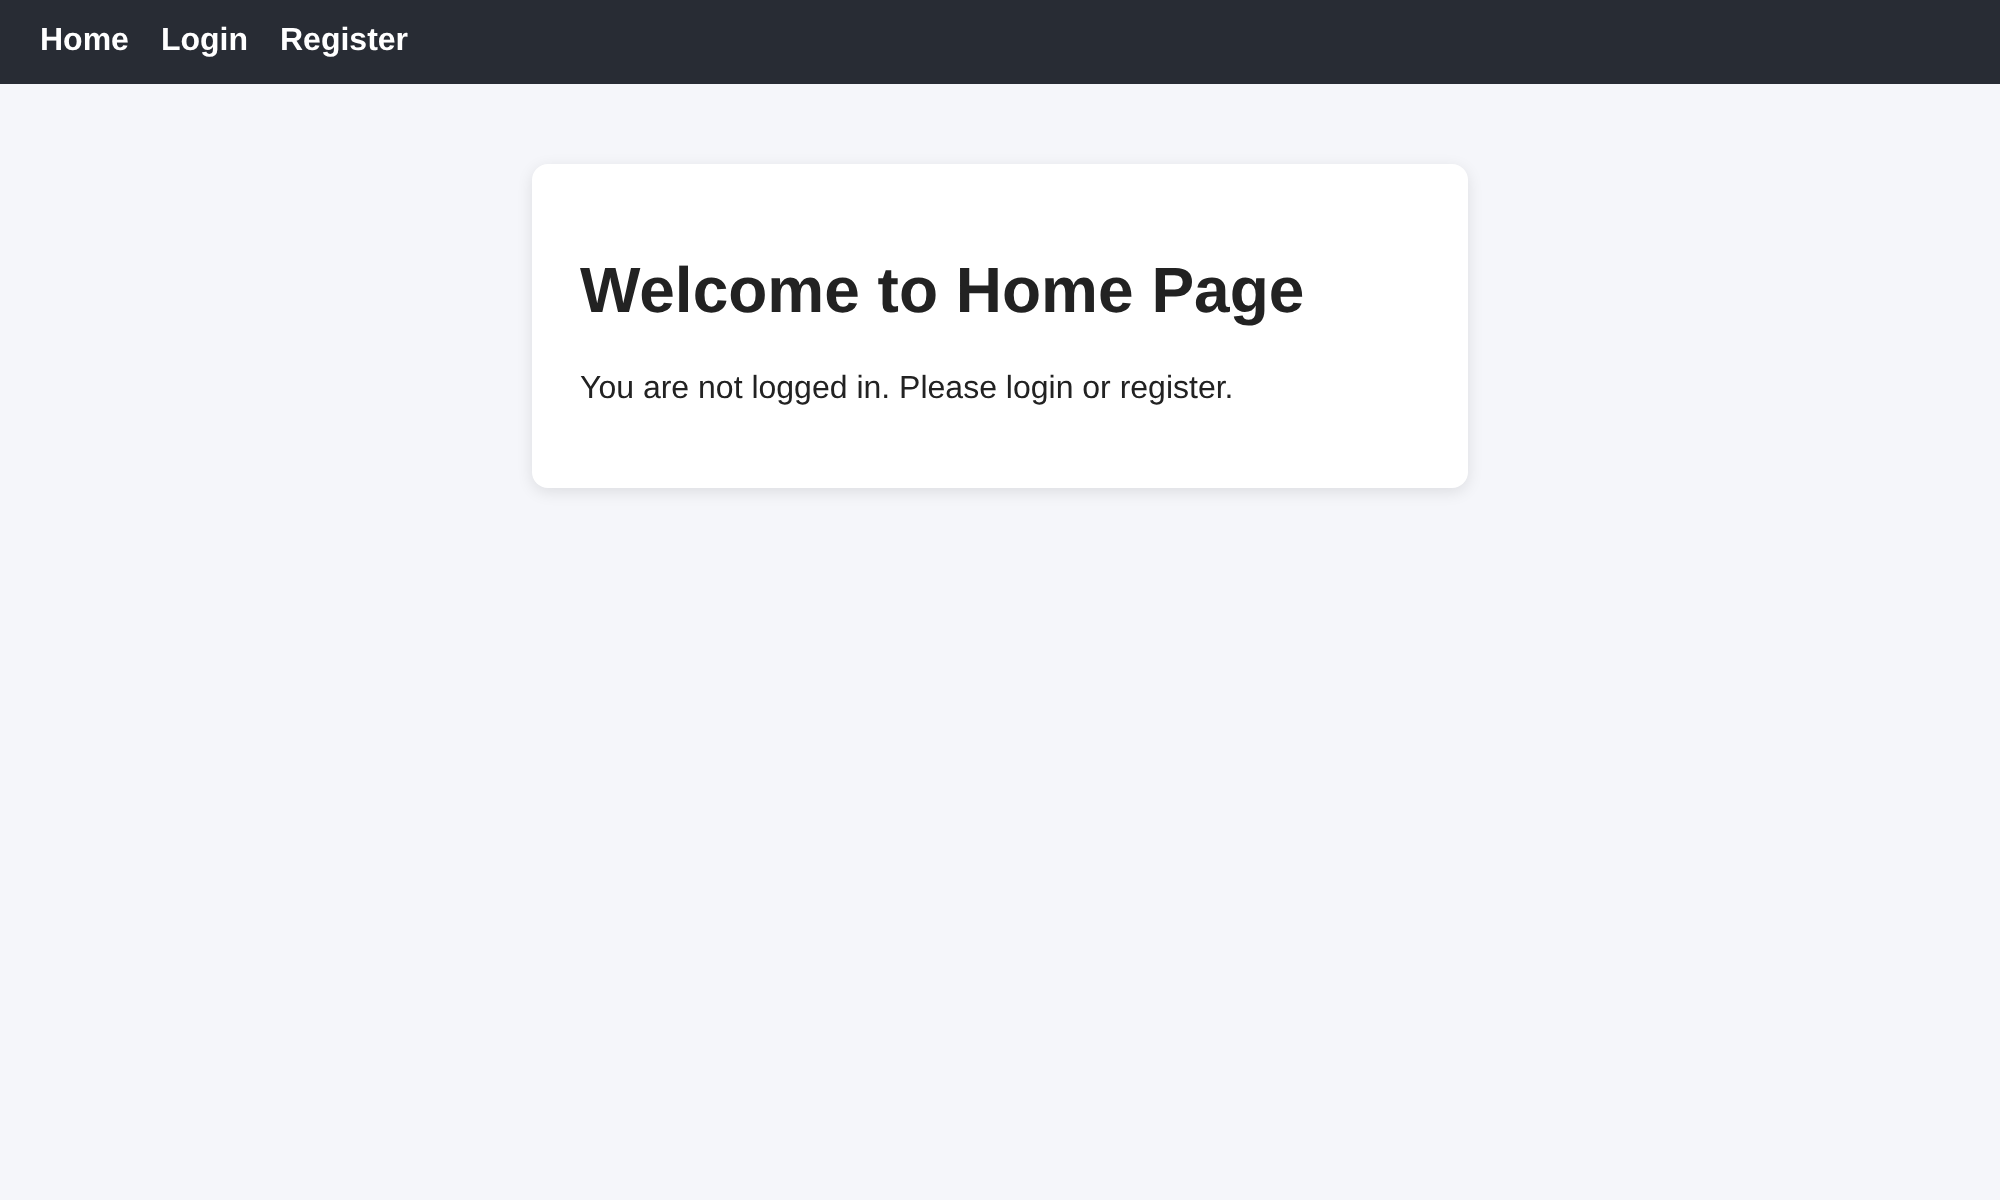 Home Login Register
Welcome to Home Page
You are not logged in. Please login or register.